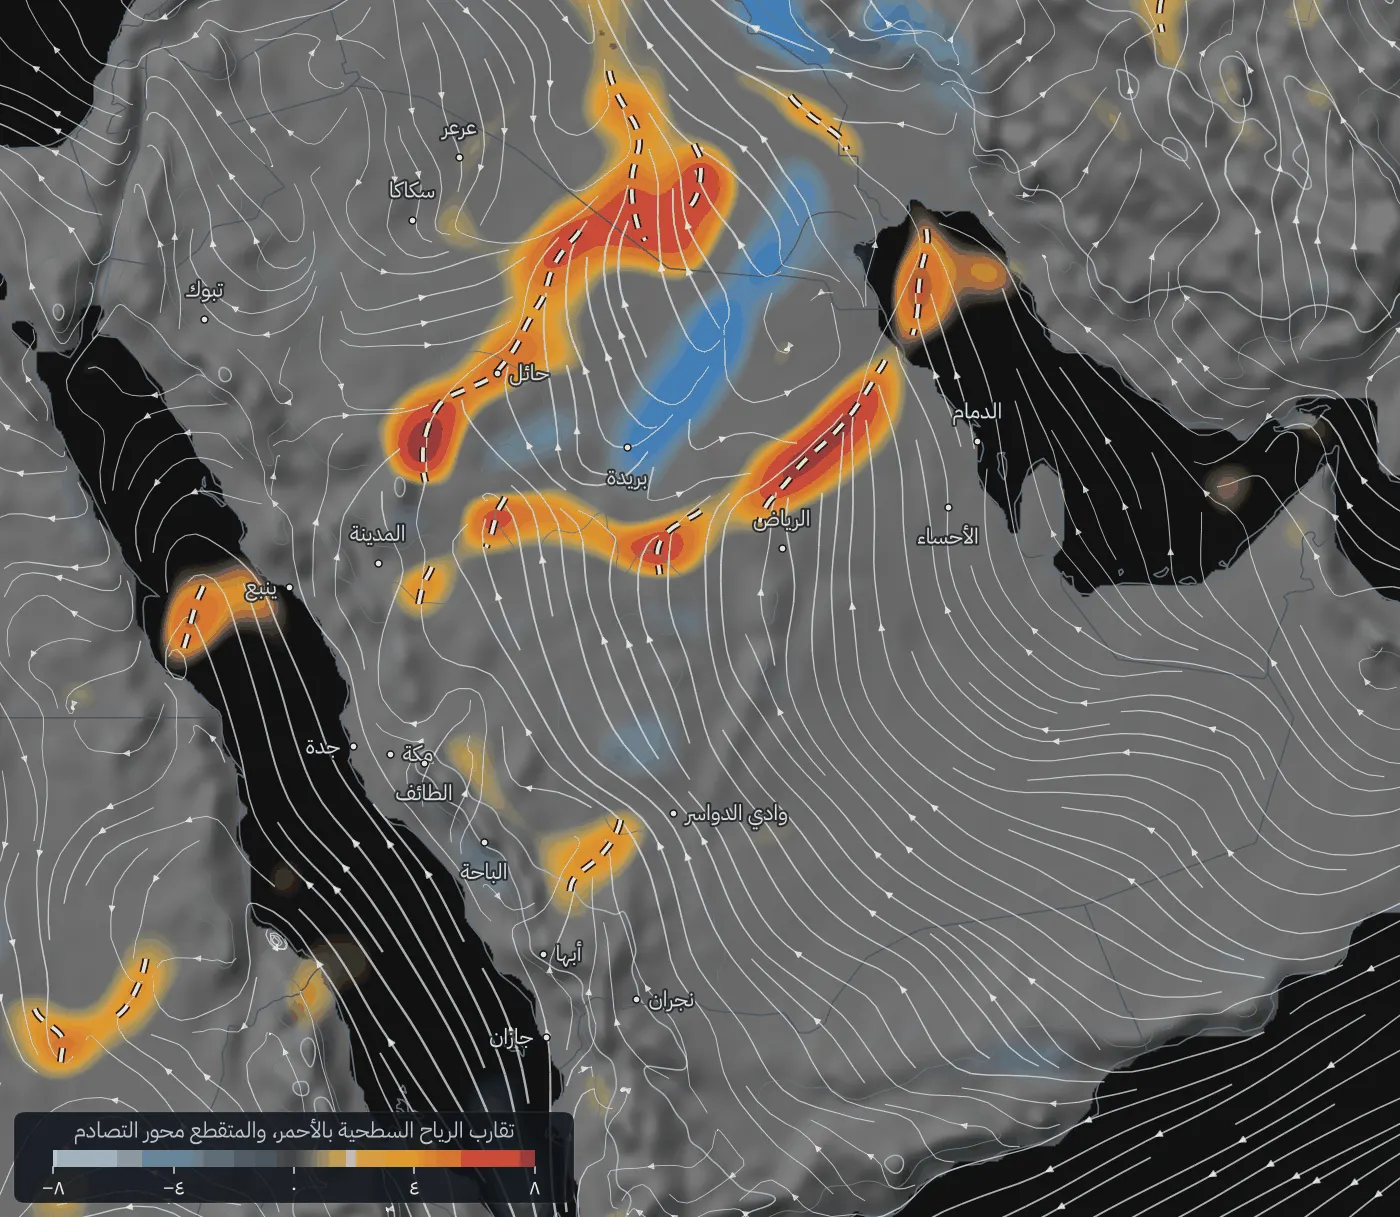 عرعر
سكاكا
تبوك
حائل
الدمام
بريدة
الرياض
المدينة
الأحساء
ينبع
جدة
مكة
الطائف
وادي الدواسر
الباحة
أبها
نجران
جازان
تقارب الرياح السطحية بالأحمر، والمتقطع محور التصادم
−٨ −٤ ٠ ٤ ٨